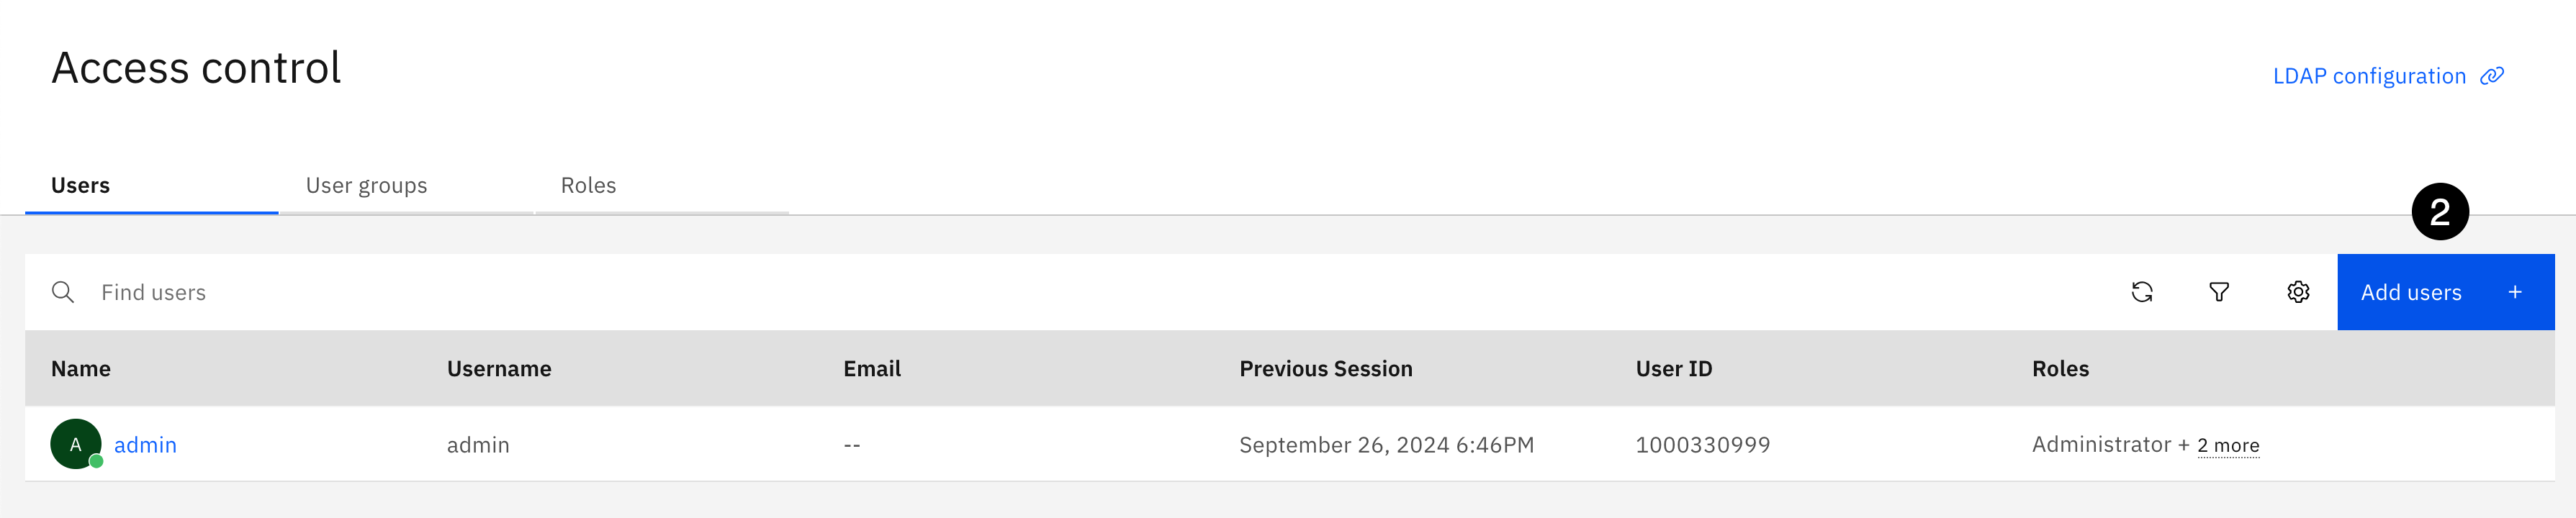 Access control
LDAP configuration
Users User groups Roles
2
Find users
Add users +
Name Username Email Previous Session User ID Roles
A admin admin -- September 26, 2024 6:46PM 1000330999 Administrator + 2 more